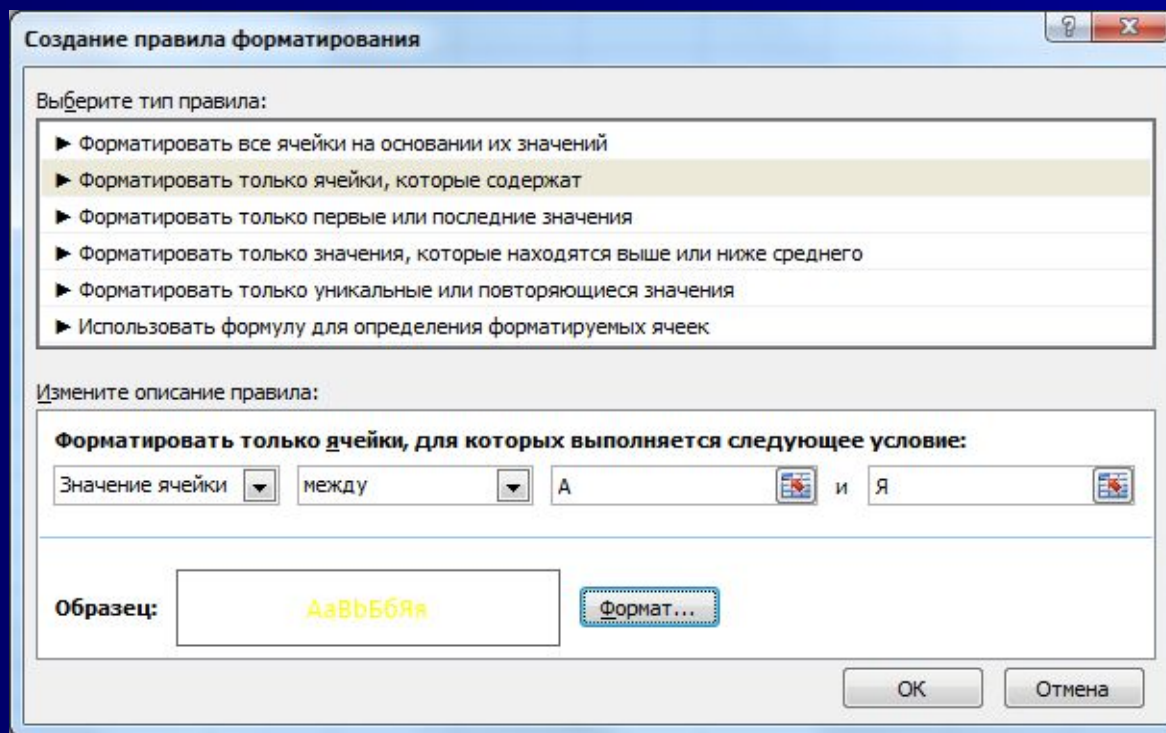 Создание правила форматирования
Выберите тип правила:
► Форматировать все ячейки на основании их значений
► Форматировать только ячейки, которые содержат
► Форматировать только первые или последние значения
► Форматировать только значения, которые находятся выше или ниже среднего
► Форматировать только уникальные или повторяющиеся значения
► Использовать формулу для определения форматируемых ячеек
Измените описание правила:
Форматировать только ячейки, для которых выполняется следующее условие:
Значение ячейки между А и Я
Образец: АаВbБбЯя Формат...
ОК Отмена